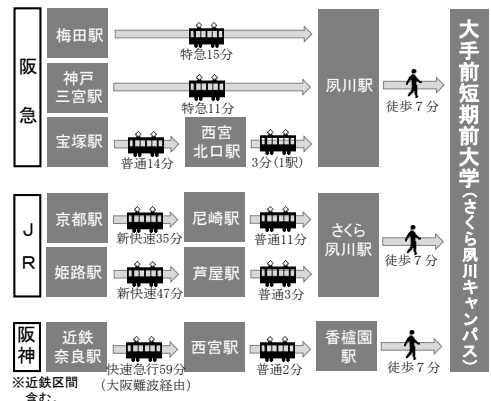 阪急
梅田駅
特急15分
神戸
三宮駅
特急11分
夙川駅
徒歩７分
宝塚駅
普通14分
西宮
北口駅
3分(1駅)
ＪＲ
京都駅
新快速35分
尼崎駅
普通11分
さくら
夙川駅
徒歩７分
姫路駅
新快速47分
芦屋駅
普通3分
阪神
近鉄
奈良駅
快速急行59分
(大阪難波経由)
西宮駅
普通2分
香櫨園
駅
徒歩７分
※近鉄区間
含む。
大手前短期前大学(さくら夙川キャンパス)